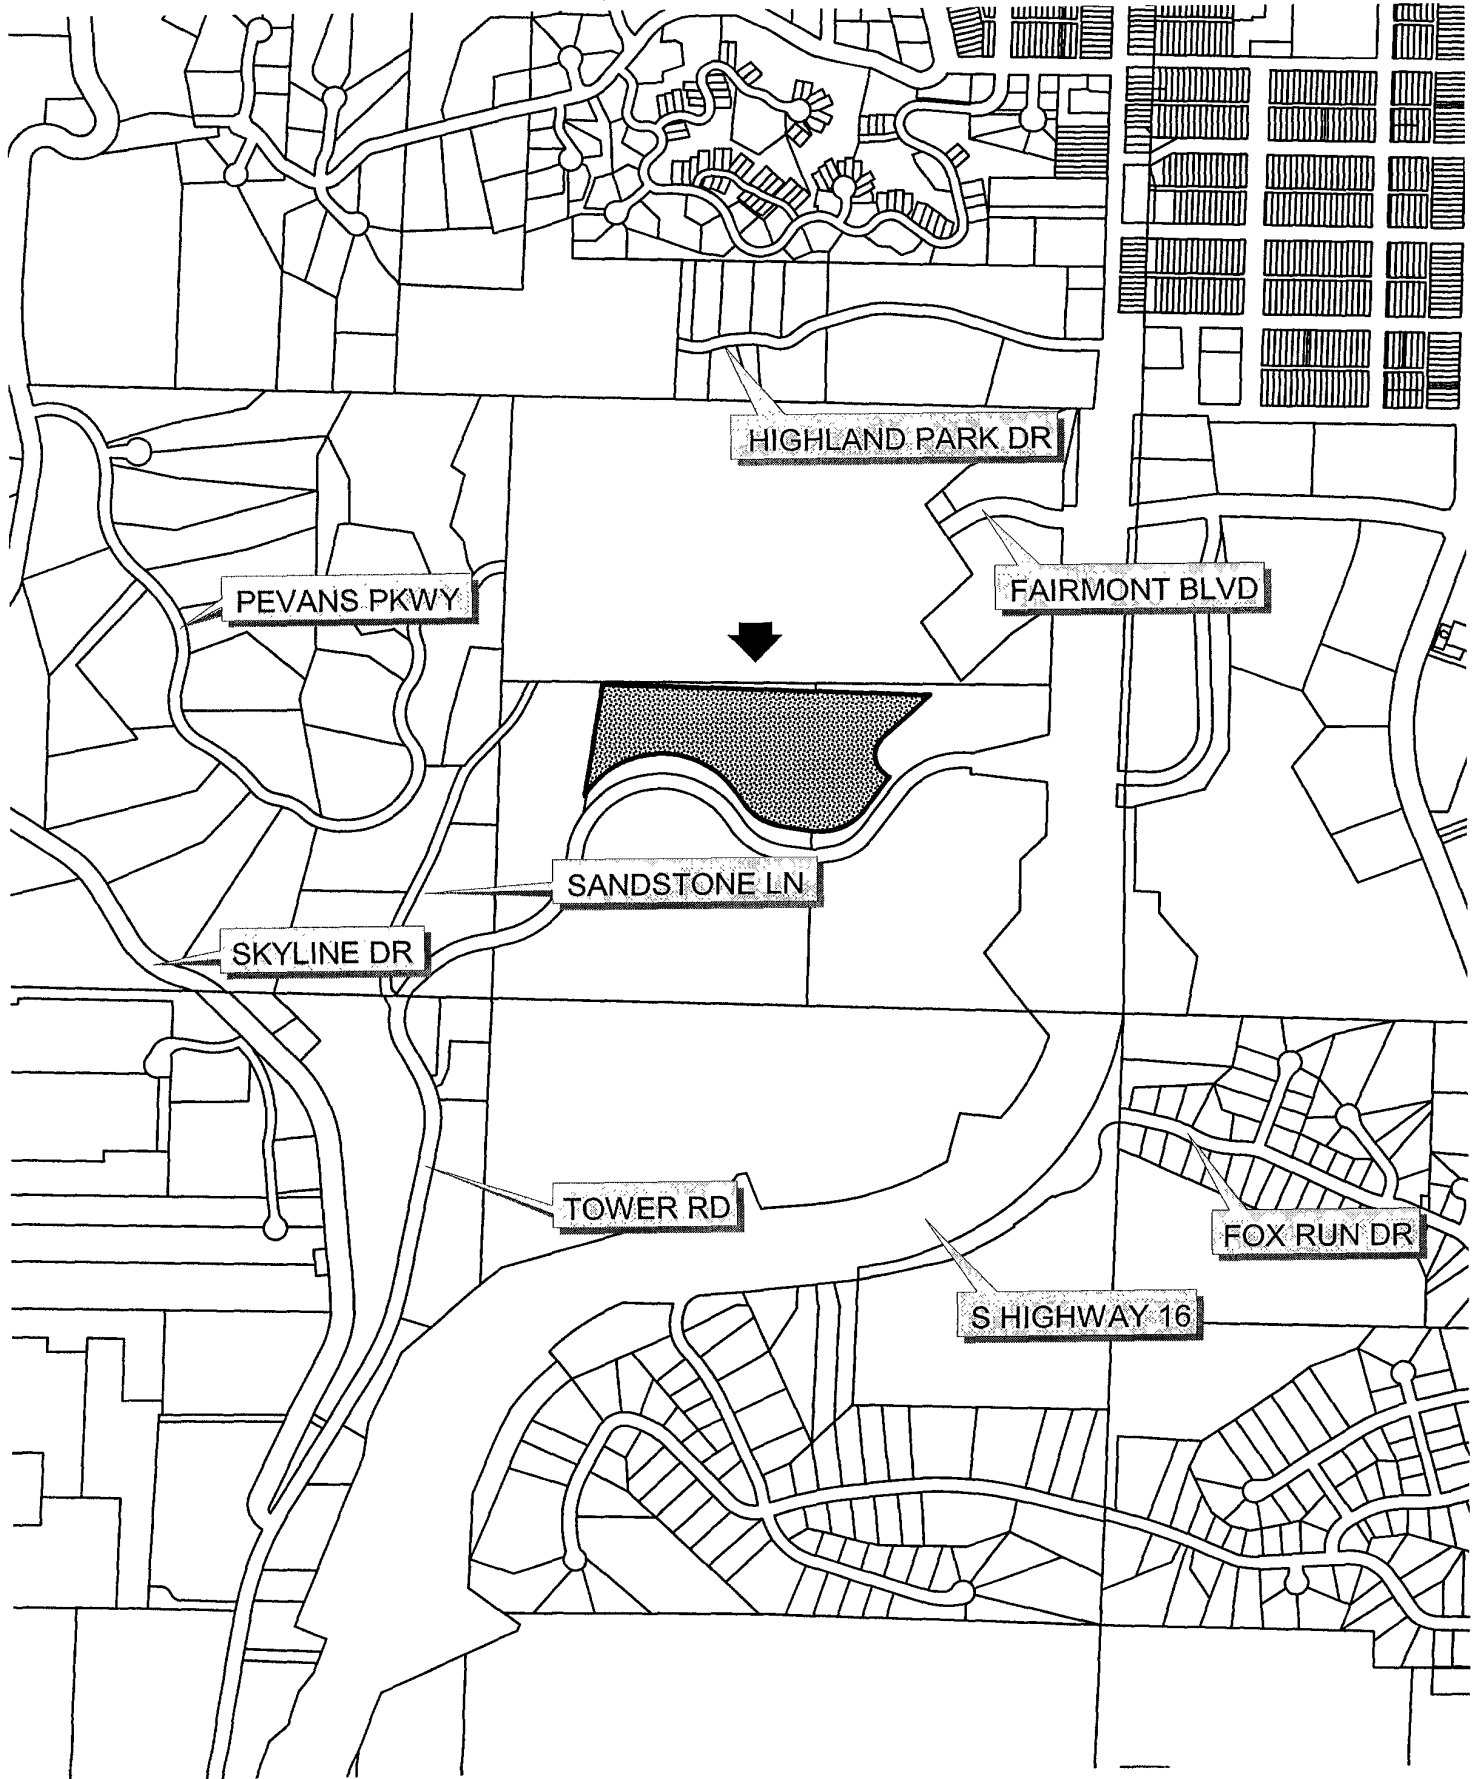 HIGHLAND PARK DR
FAIRMONT BLVD
PEVANS PKWY
SANDSTONE LN
SKYLINE DR
TOWER RD
FOX RUN DR
S HIGHWAY 16